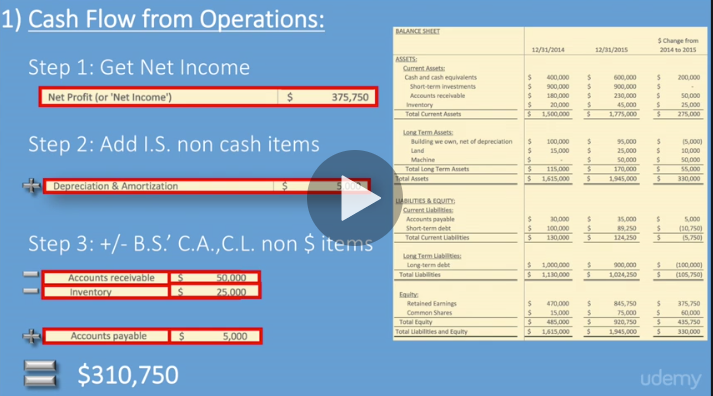 1) Cash Flow from Operations:
Step 1: Get Net Income
Net Profit (or 'Net Income') $ 375,750
Step 2: Add I.S. non cash items
+ Depreciation & Amortization $ 5,000
Step 3: +/- B.S.' C.A.,C.L. non $ items
- Accounts receivable $ 50,000
- Inventory $ 25,000
+ Accounts payable $ 5,000
= $310,750
BALANCE SHEET
$ Change from
12/31/2014 12/31/2015 2014 to 2015
ASSETS:
Current Assets:
Cash and cash equivalents $ 400,000 $ 600,000 $ 200,000
Short-term investments $ 900,000 $ 900,000 $ -
Accounts receivable $ 180,000 $ 230,000 $ 50,000
Inventory $ 20,000 $ 45,000 $ 25,000
Total Current Assets $ 1,500,000 $ 1,775,000 $ 275,000
Long Term Assets:
Building we own, net of depreciation $ 100,000 $ 95,000 $ (5,000)
Land $ 15,000 $ 25,000 $ 10,000
Machine $ - $ 50,000 $ 50,000
Total Long Term Assets $ 115,000 $ 170,000 $ 55,000
Total Assets $ 1,615,000 $ 1,945,000 $ 330,000
LIABILITIES & EQUITY:
Current Liabilities:
Accounts payable $ 30,000 $ 35,000 $ 5,000
Short-term debt $ 100,000 $ 89,250 $ (10,750)
Total Current Liabilities $ 130,000 $ 124,250 $ (5,750)
Long Term Liabilities:
Long-term debt $ 1,000,000 $ 900,000 $ (100,000)
Total Liabilities $ 1,130,000 $ 1,024,250 $ (105,750)
Equity:
Retained Earnings $ 470,000 $ 845,750 $ 375,750
Common Shares $ 15,000 $ 75,000 $ 60,000
Total Equity $ 485,000 $ 920,750 $ 435,750
Total Liabilities and Equity $ 1,615,000 $ 1,945,000 $ 330,000
udemy